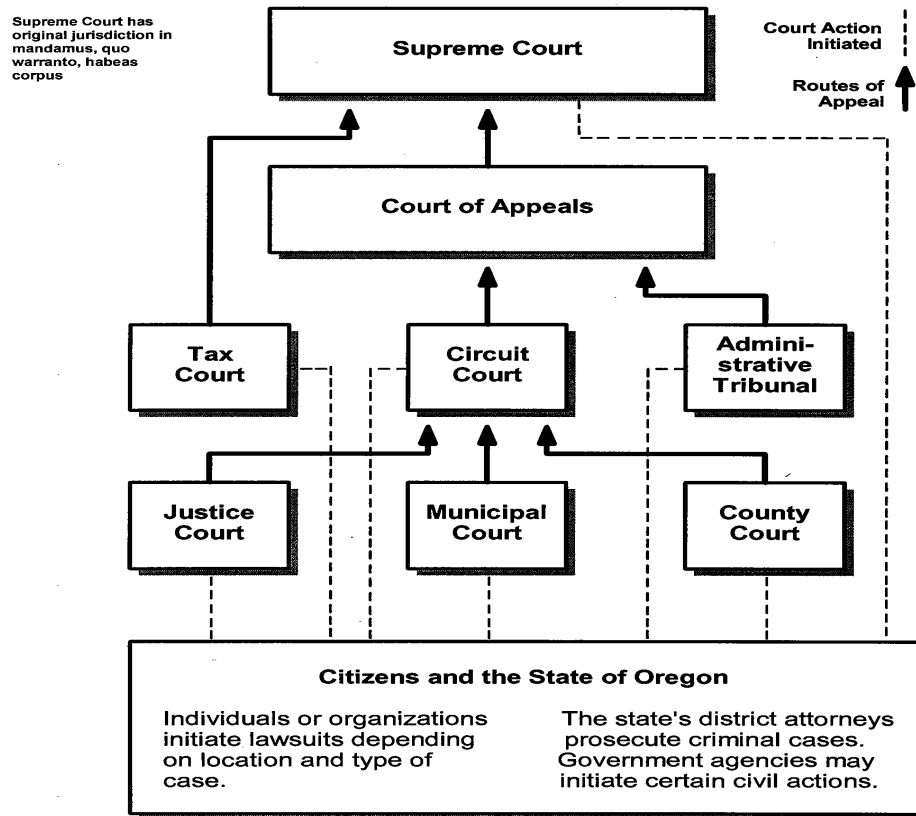 Supreme Court has
original jurisdiction in
mandamus, quo
warranto, habeas
corpus
Supreme Court
Court Action
Initiated
Routes of
Appeal
Court of Appeals
Tax
Court
Circuit
Court
Admini-
strative
Tribunal
Justice
Court
Municipal
Court
County
Court
Citizens and the State of Oregon
Individuals or organizations
initiate lawsuits depending
on location and type of
case.
The state's district attorneys
prosecute criminal cases.
Government agencies may
initiate certain civil actions.